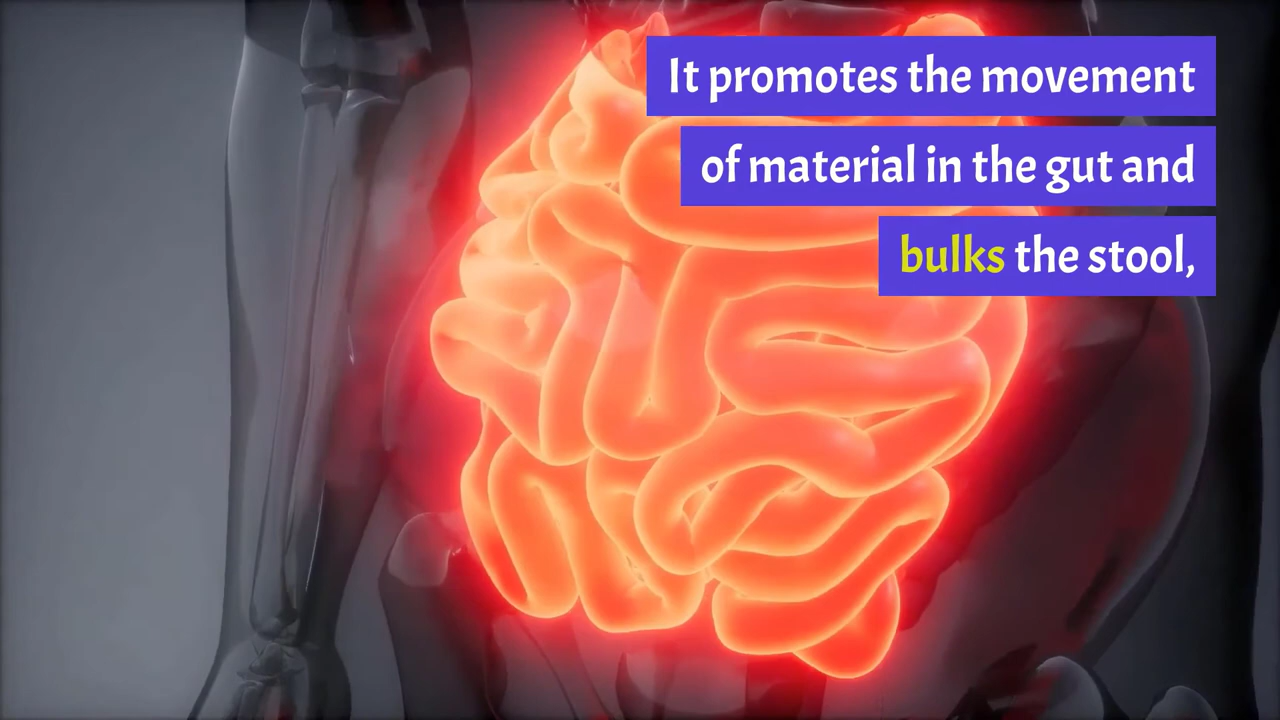 It promotes the movement
of material in the gut and
bulks the stool,